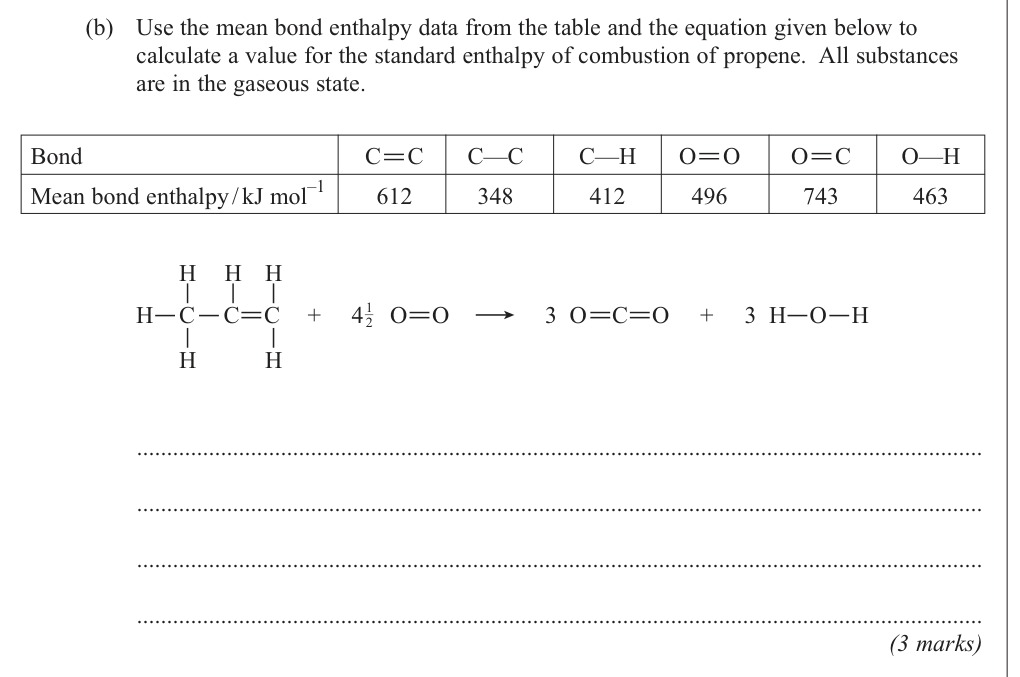 (b) Use the mean bond enthalpy data from the table and the equation given below to
calculate a value for the standard enthalpy of combustion of propene. All substances
are in the gaseous state.
Bond C=C C—C C—H O=O O=C O—H
Mean bond enthalpy/kJ mol⁻¹ 612 348 412 496 743 463
H H H
H—C—C=C + 4½ O=O ⟶ 3 O=C=O + 3 H—O—H
H H
(3 marks)